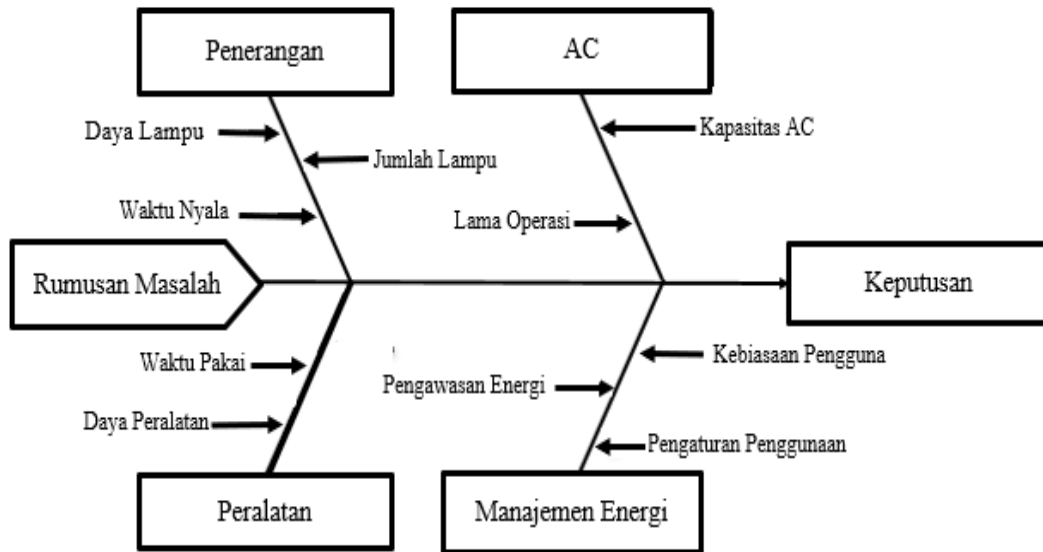 Penerangan
AC
Daya Lampu
Kapasitas AC
Jumlah Lampu
Waktu Nyala
Lama Operasi
Rumusan Masalah
Keputusan
Waktu Pakai
Kebiasaan Pengguna
Pengawasan Energi
Daya Peralatan
Pengaturan Penggunaan
Peralatan
Manajemen Energi